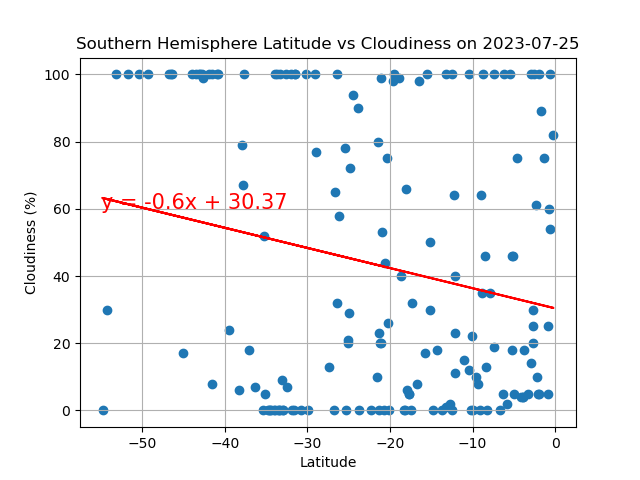 Southern Hemisphere Latitude vs Cloudiness on 2023-07-25
100
80
y = -0.6x + 30.37
60
40
20
0
Cloudiness (%)
−50 −40 −30 −20 −10 0
Latitude